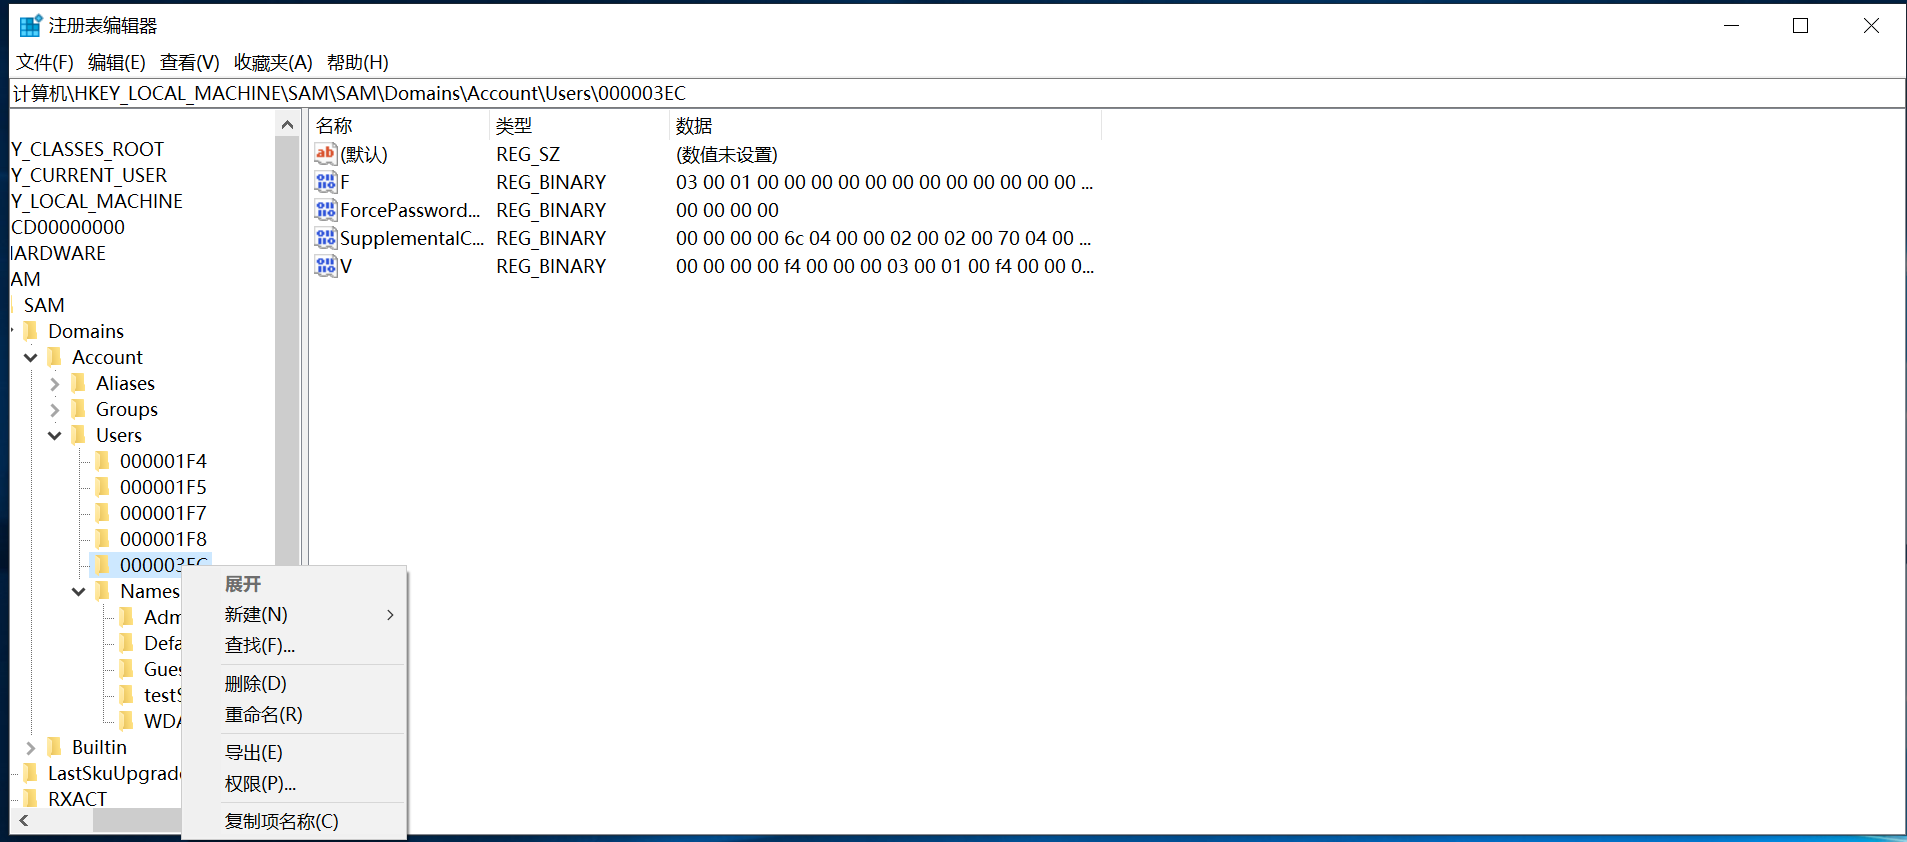 注册表编辑器
文件(F) 编辑(E) 查看(V) 收藏夹(A) 帮助(H)
计算机\HKEY_LOCAL_MACHINE\SAM\SAM\Domains\Account\Users\000003EC
Y_CLASSES_ROOT
Y_CURRENT_USER
Y_LOCAL_MACHINE
CD00000000
HARDWARE
AM
SAM
Domains
Account
Aliases
Groups
Users
000001F4
000001F5
000001F7
000001F8
000003EC
Names
Adm
Defa
Gues
test
WDA
Builtin
LastSkuUpgrad
RXACT
名称 类型 数据
(默认) REG_SZ (数值未设置)
F REG_BINARY 03 00 01 00 00 00 00 00 00 00 00 00 00 00 00 ...
ForcePassword... REG_BINARY 00 00 00 00
SupplementalC... REG_BINARY 00 00 00 00 6c 04 00 00 02 00 02 00 70 04 00 ...
V REG_BINARY 00 00 00 00 f4 00 00 00 03 00 01 00 f4 00 00 0...
展开
新建(N)
查找(F)...
删除(D)
重命名(R)
导出(E)
权限(P)...
复制项名称(C)